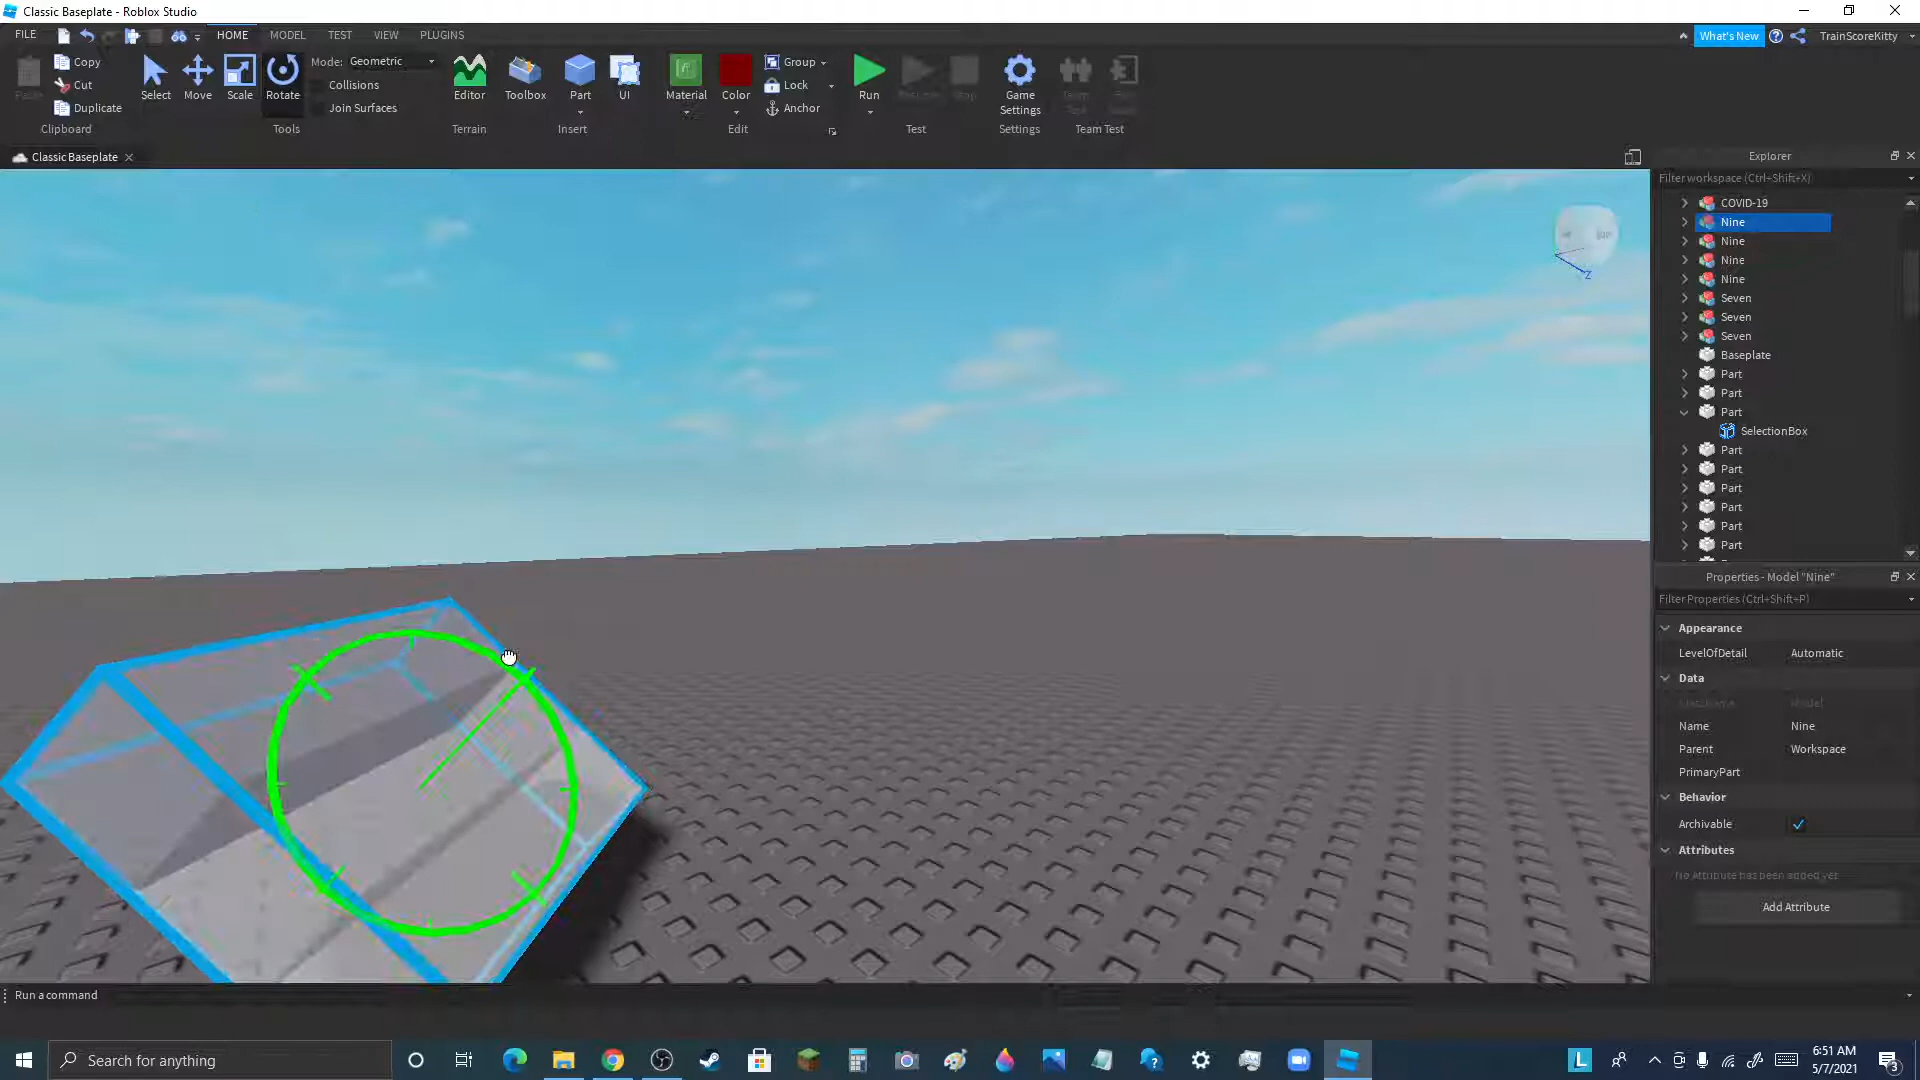 Classic Baseplate - Roblox Studio
FILE HOME MODEL TEST VIEW PLUGINS What's New TrainScoreKitty
Copy
Cut
Duplicate
Clipboard
Select Move Scale Rotate
Mode: Geometric
Collisions
Join Surfaces
Tools
Editor
Terrain
Toolbox Part UI
Insert
Material Color
Group
Lock
Anchor
Edit
Run
Test
Game Settings
Settings
Team Test
Classic Baseplate
Explorer
Filter workspace (Ctrl+Shift+X)
COVID-19
Nine
Nine
Nine
Nine
Seven
Seven
Seven
Baseplate
Part
Part
Part
SelectionBox
Part
Part
Part
Part
Part
Part
Properties - Model "Nine"
Filter Properties (Ctrl+Shift+P)
Appearance
LevelOfDetail Automatic
Data
ClassName Model
Name Nine
Parent Workspace
PrimaryPart
Behavior
Archivable
Attributes
No Attribute has been added yet
Add Attribute
Z
Run a command
Search for anything
L
6:51 AM
5/7/2021
3